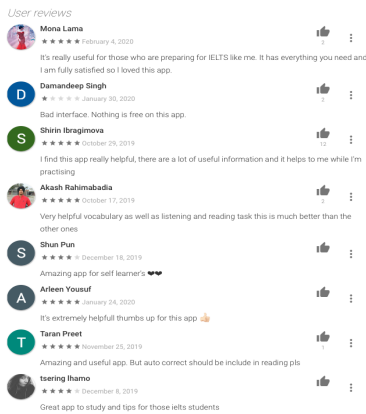 User reviews
Mona Lama
★★★★★ February 4, 2020
3
It's really useful for those who are preparing for IELTS like me. It has everything you need and
I am fully satisfied so I loved this app.
D
Damandeep Singh
★★★★★ January 30, 2020
2
Bad interface. Nothing is free on this app.
S
Shirin Ibragimova
★★★★★ October 29, 2019
12
I find this app really helpful, there are a lot of useful information and it helps to me while I'm
practising
Akash Rahimabadia
★★★★★ October 17, 2019
2
Very helpful vocabulary as well as listening and reading task this is much better than the
other ones
S
Shun Pun
★★★★★ December 18, 2019
Amazing app for self learner's ❤❤
A
Arleen Yousuf
★★★★★ January 24, 2020
It's extremely helpfull thumbs up for this app 👍🏻
T
Taran Preet
★★★★★ November 25, 2019
1
Amazing and useful app. But auto correct should be include in reading pls
tsering lhamo
★★★★★ December 8, 2019
Great app to study and tips for those ielts students